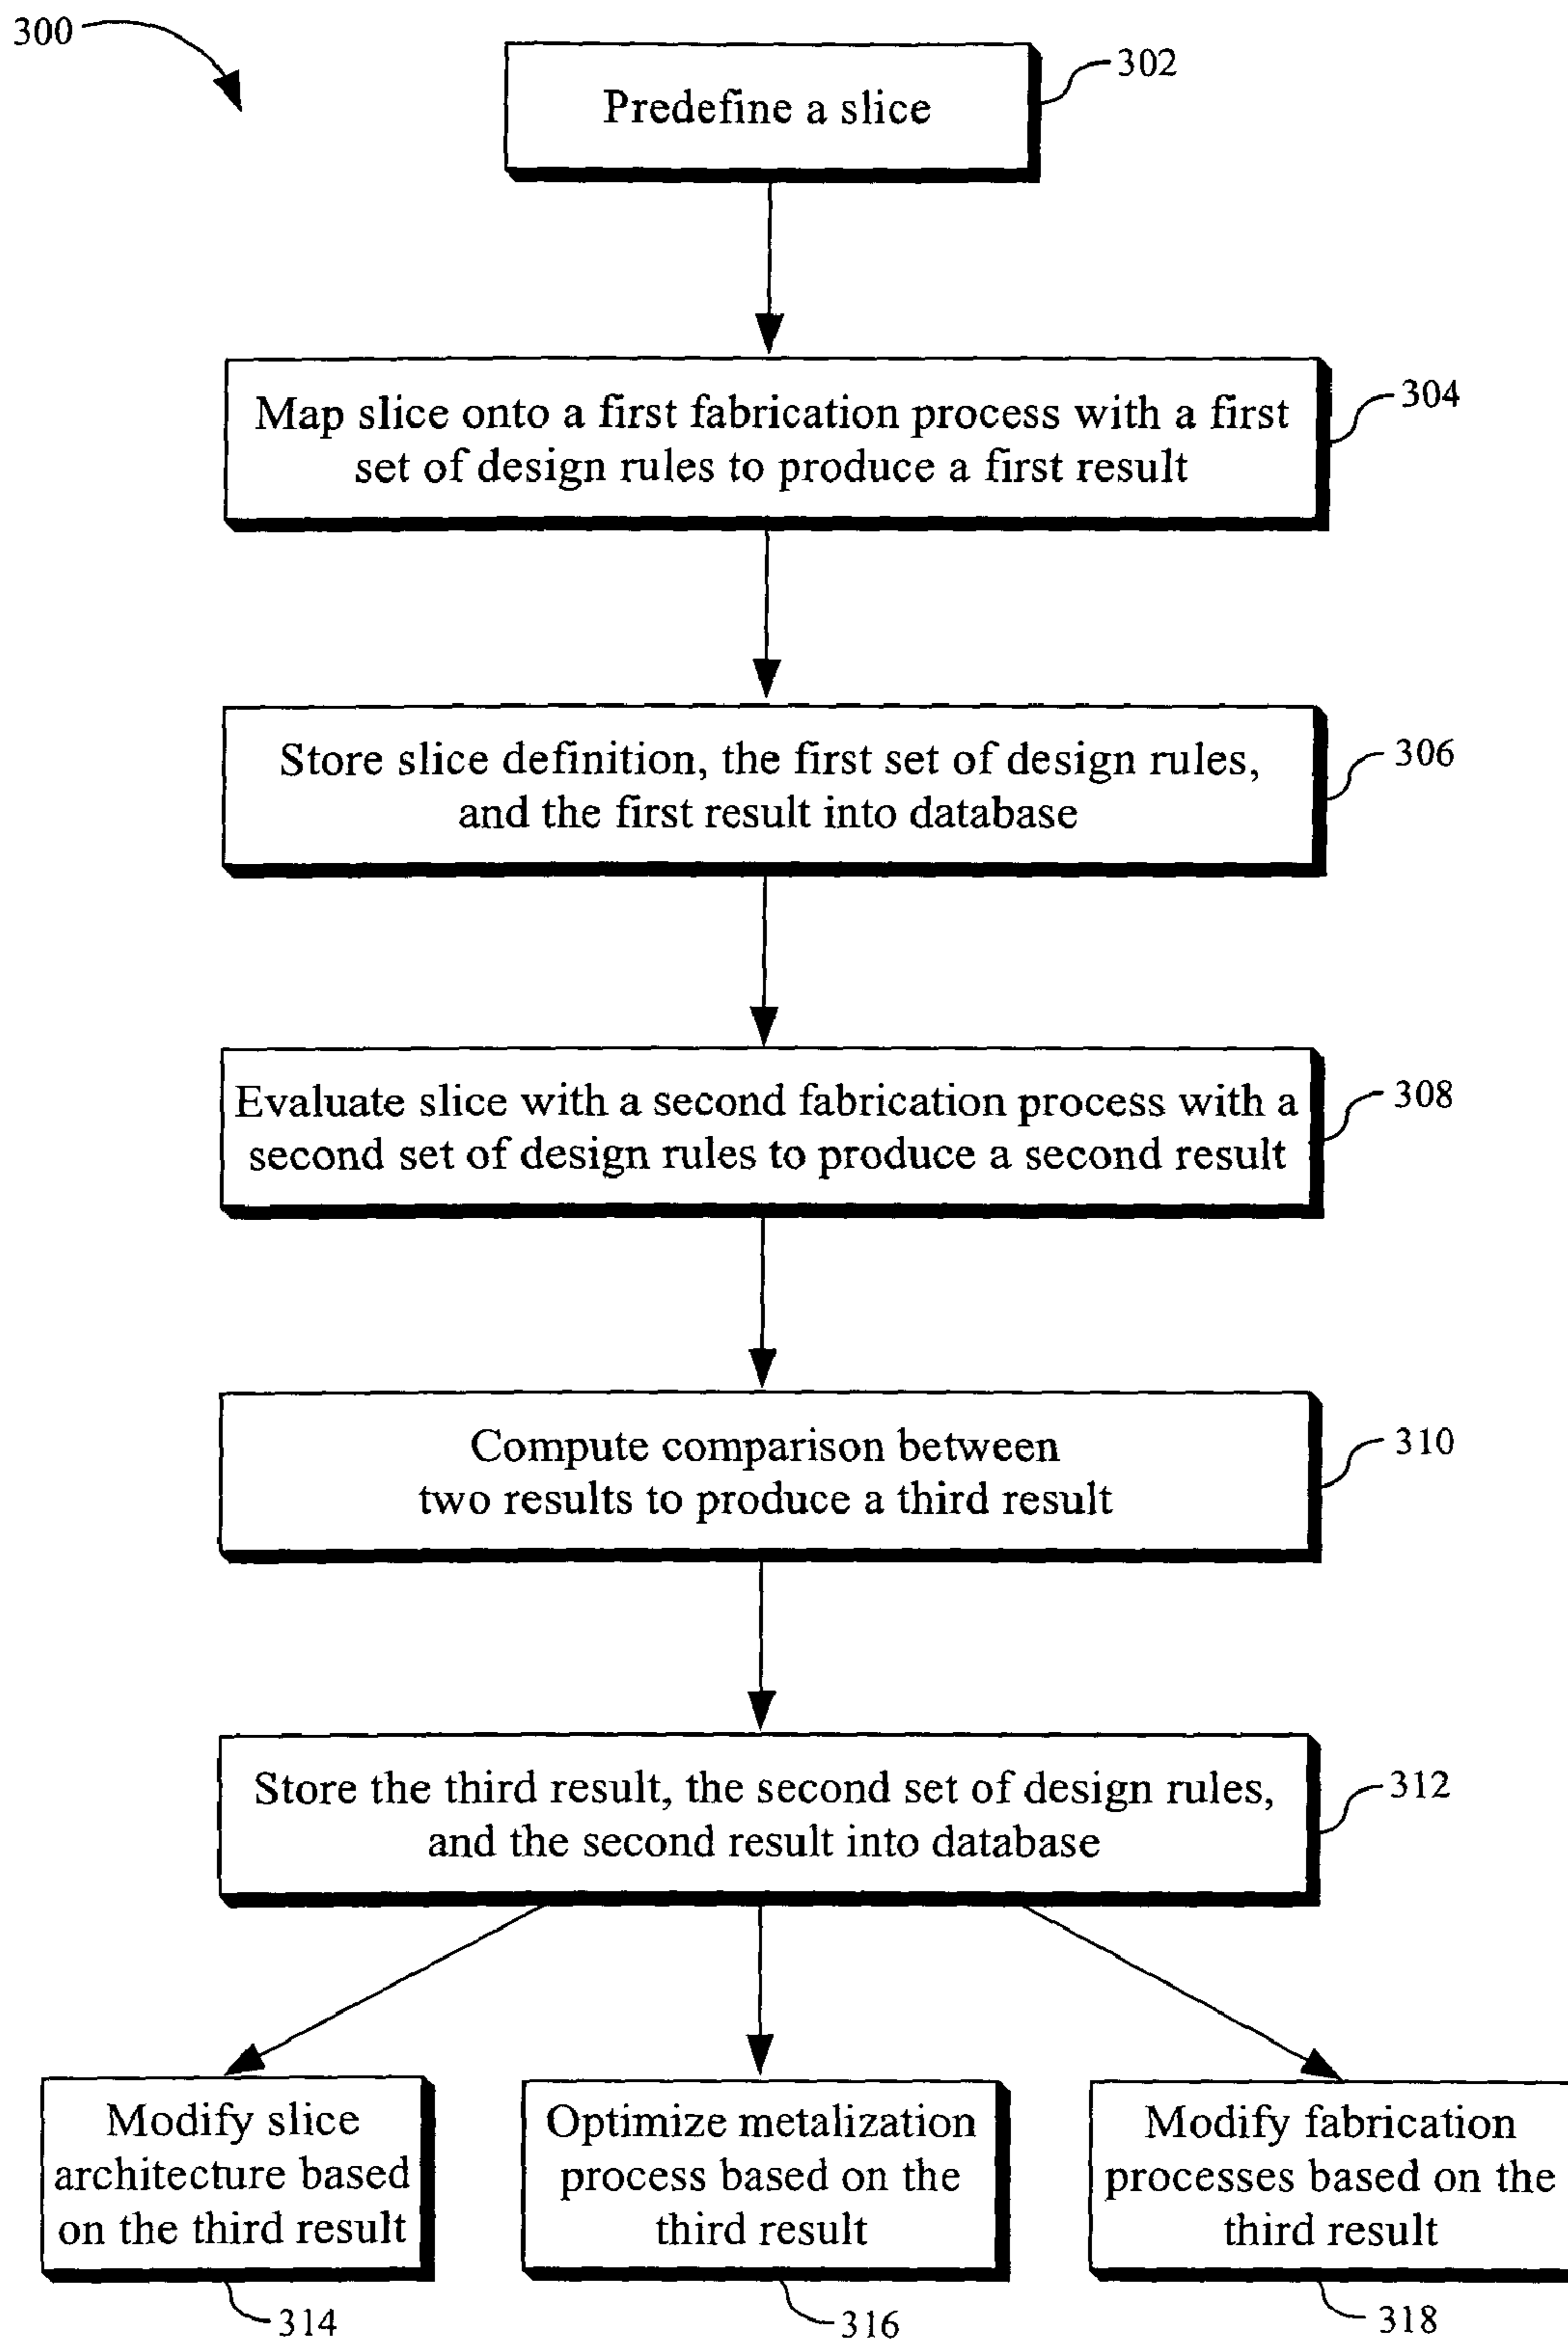 300
302
Predefine a slice
304
Map slice onto a first fabrication process with a first
set of design rules to produce a first result
306
Store slice definition, the first set of design rules,
and the first result into database
308
Evaluate slice with a second fabrication process with a
second set of design rules to produce a second result
310
Compute comparison between
two results to produce a third result
312
Store the third result, the second set of design rules,
and the second result into database
Modify slice
architecture based
on the third result
Optimize metalization
process based on the
third result
Modify fabrication
processes based on the
third result
314
316
318